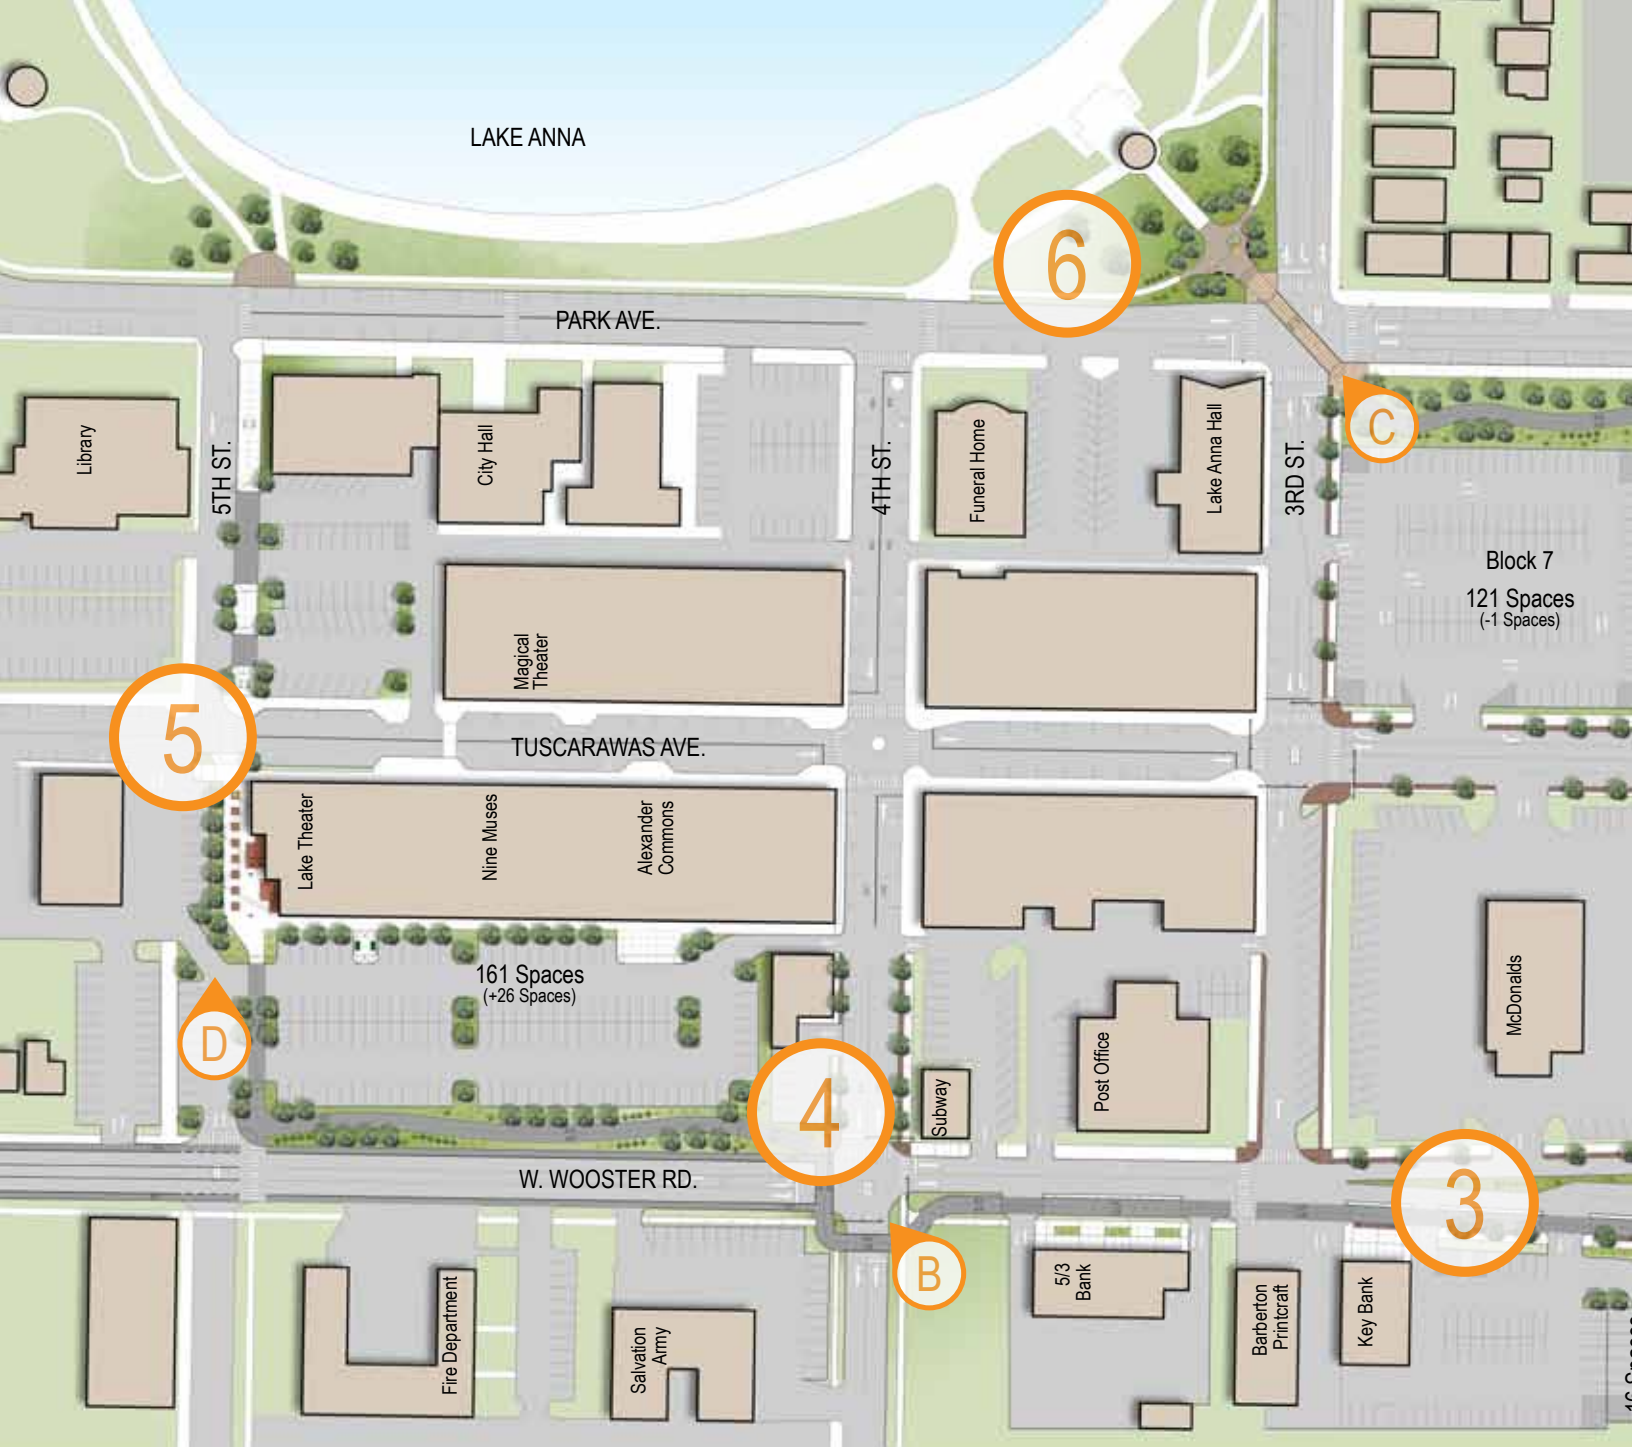 LAKE ANNA
6
PARK AVE.
C
Library
5TH ST.
City Hall
4TH ST.
Funeral Home
Lake Anna Hall
3RD ST.
Block 7
121 Spaces
(-1 Spaces)
Magical
Theater
5
TUSCARAWAS AVE.
Lake Theater
Nine Muses
Alexander
Commons
161 Spaces
(+26 Spaces)
D
McDonalds
Post Office
Subway
4
W. WOOSTER RD.
3
B
5/3
Bank
Barberton
Printcraft
Key Bank
Fire Department
Salvation
Army